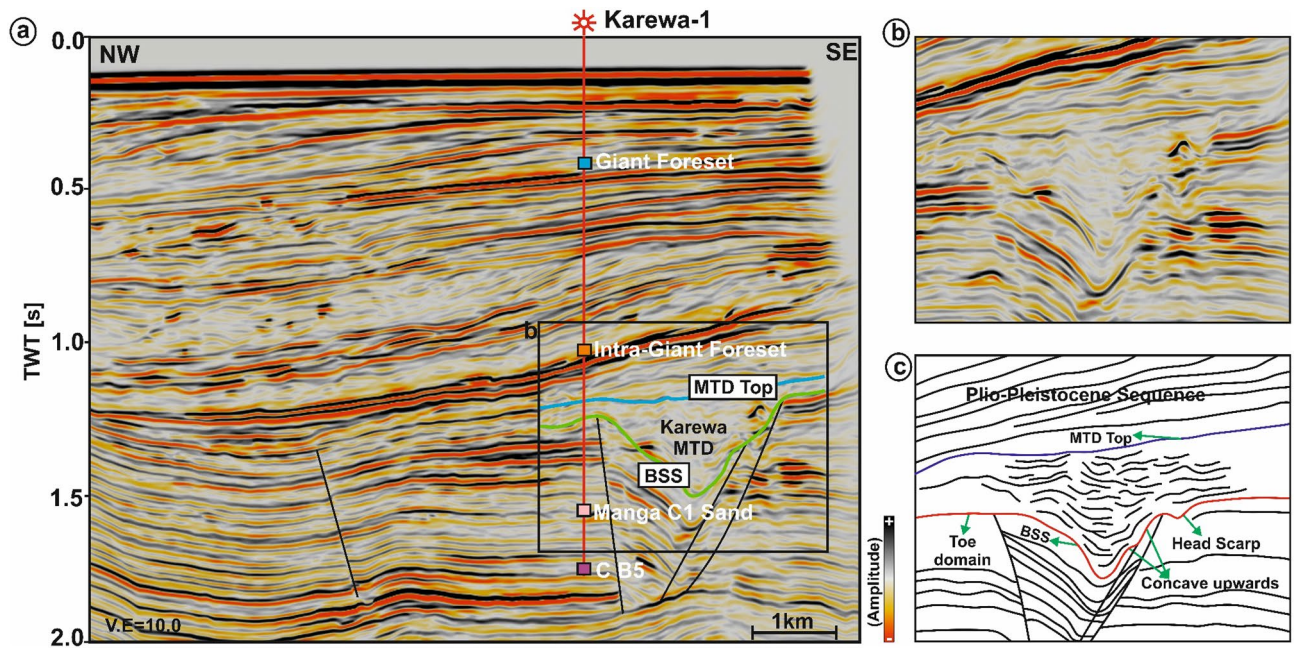 a
Karewa-1
b
0.0
NW
SE
Giant Foreset
0.5
TWT [s]
1.0
b
Intra-Giant Foreset
MTD Top
Karewa
MTD
BSS
1.5
Manga C1 Sand
C B5
V.E=10.0
1km
2.0
+
(Amplitude)
-
c
Plio-Pleistocene Sequence
MTD Top
BSS
Toe
domain
Head Scarp
Concave upwards